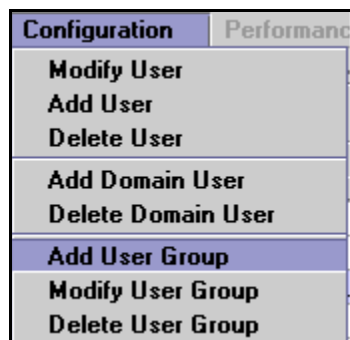 Configuration Performanc
Modify User
Add User
Delete User
Add Domain User
Delete Domain User
Add User Group
Modify User Group
Delete User Group